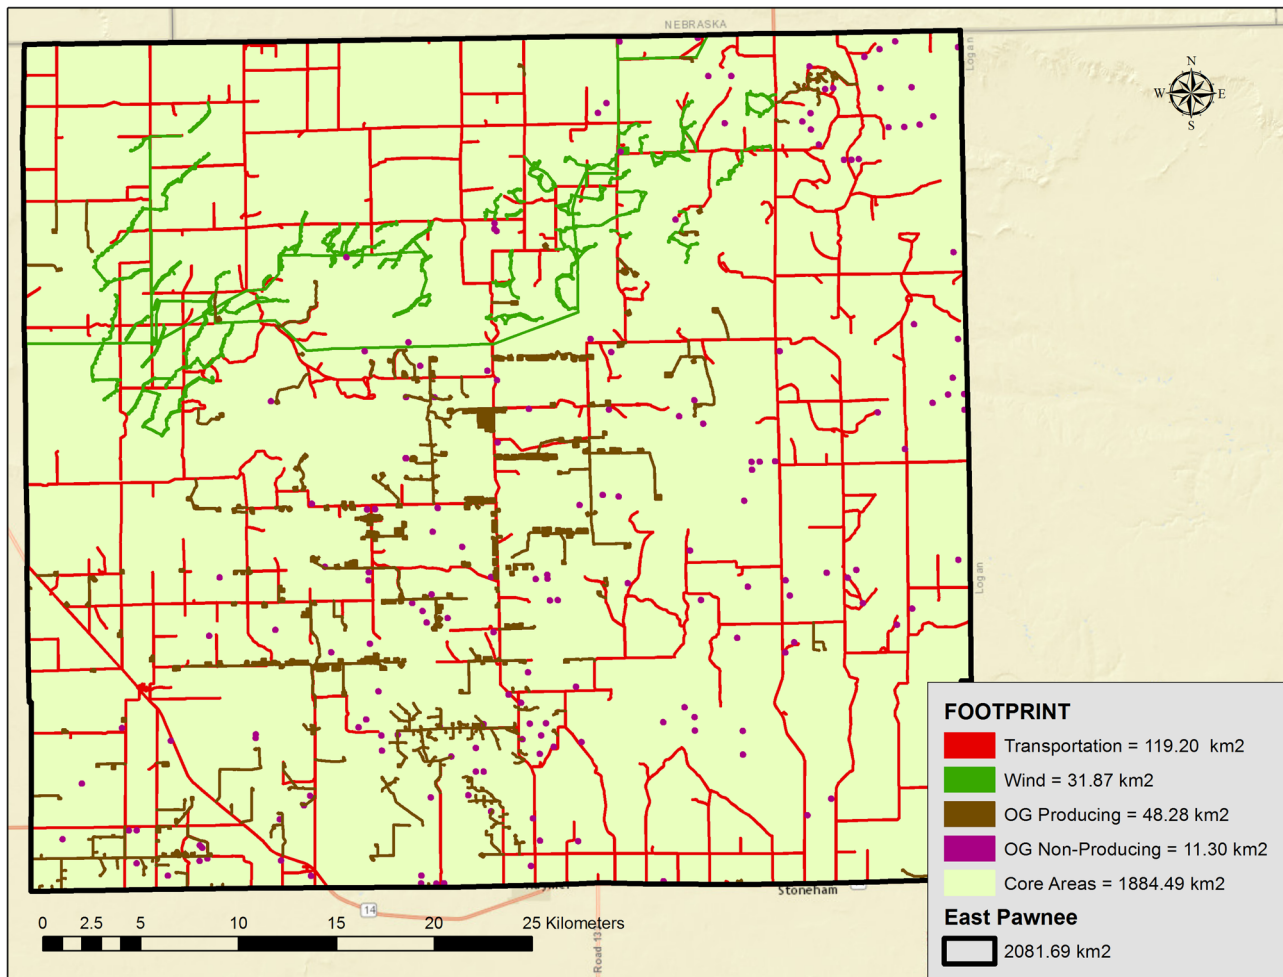 NEBRASKA
Logan
N
W E
S
Logan
FOOTPRINT
Transportation = 119.20 km2
Wind = 31.87 km2
OG Producing = 48.28 km2
OG Non-Producing = 11.30 km2
Core Areas = 1884.49 km2
East Pawnee
2081.69 km2
Stoneham
14
0 2.5 5 10 15 20 25 Kilometers